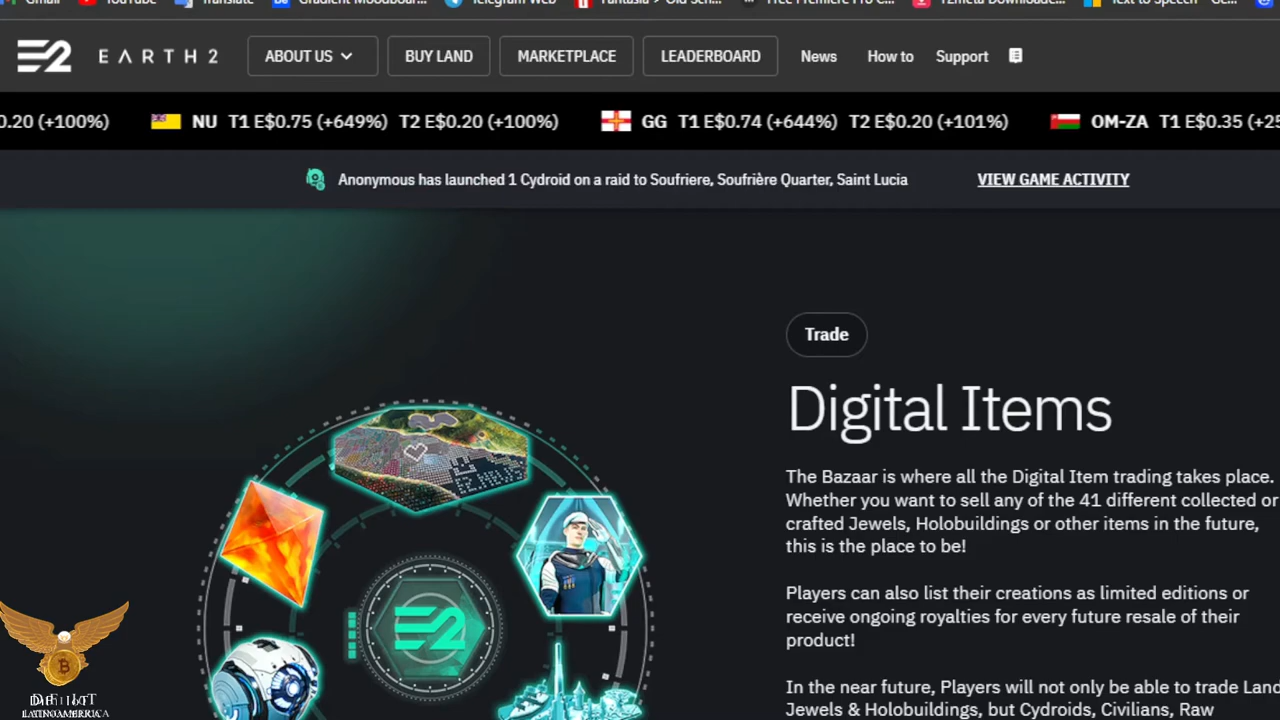 Gmail
YouTube
Translate
Be
Gradient Moodboar...
Telegram Web
Fantasia > Old Sch...
Free Premiere Pro C...
Text to Speech - Ge...
E2 EARTH2
ABOUT US
BUY LAND
MARKETPLACE
LEADERBOARD
News
How to
Support
0.20 (+100%)
NU T1 E$0.75 (+649%) T2 E$0.20 (+100%)
GG T1 E$0.74 (+644%) T2 E$0.20 (+101%)
OM-ZA T1 E$0.35 (+25
Anonymous has launched 1 Cydroid on a raid to Soufriere, Soufrière Quarter, Saint Lucia
VIEW GAME ACTIVITY
Trade
Digital Items
The Bazaar is where all the Digital Item trading takes place.
Whether you want to sell any of the 41 different collected or
crafted Jewels, Holobuildings or other items in the future,
this is the place to be!
Players can also list their creations as limited editions or
receive ongoing royalties for every future resale of their
product!
In the near future, Players will not only be able to trade Land
Jewels & Holobuildings, but Cydroids, Civilians, Raw
E2
LATINOAMERICA